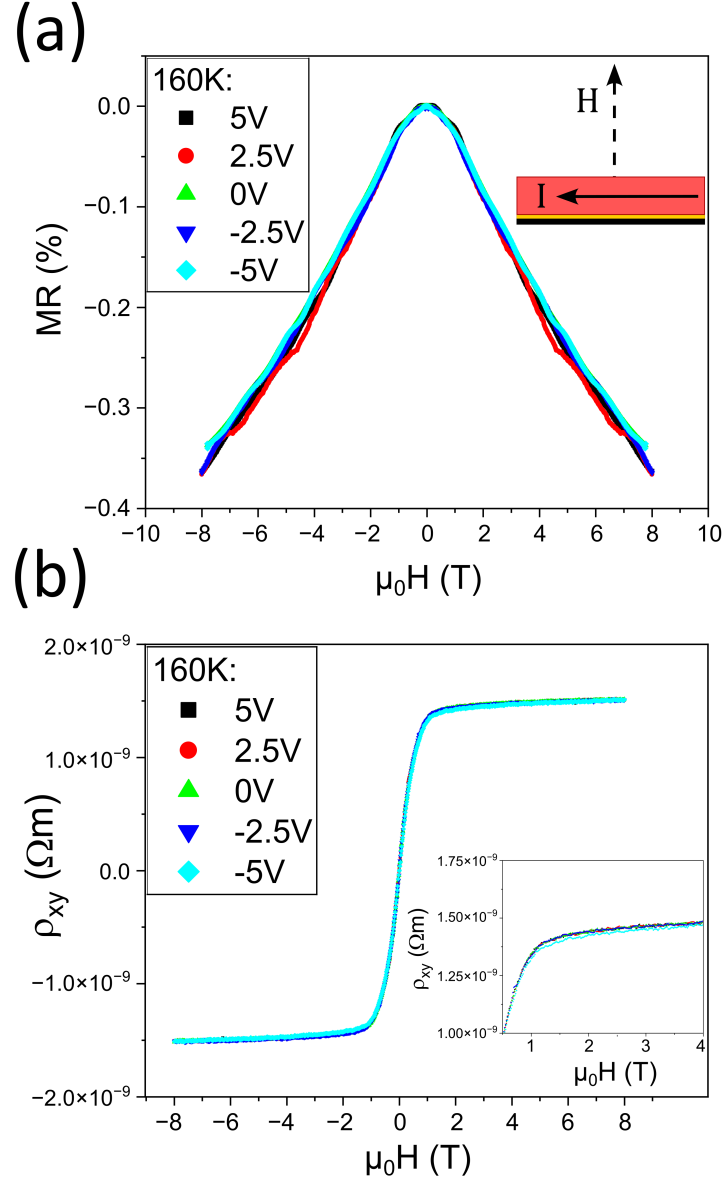 (a)
160K:
5V
2.5V
0V
-2.5V
-5V
H
I
0.0
−0.1
−0.2
−0.3
−0.4
MR (%)
−10 −8 −6 −4 −2 0 2 4 6 8 10
μ₀H (T)
(b)
160K:
5V
2.5V
0V
-2.5V
-5V
2.0×10⁻⁹
1.0×10⁻⁹
0.0
−1.0×10⁻⁹
−2.0×10⁻⁹
ρxy (Ωm)
1.75×10⁻⁹
1.50×10⁻⁹
1.25×10⁻⁹
1.00×10⁻⁹
ρxy (Ωm)
1 2 3 4
μ₀H (T)
−8 −6 −4 −2 0 2 4 6 8
μ₀H (T)